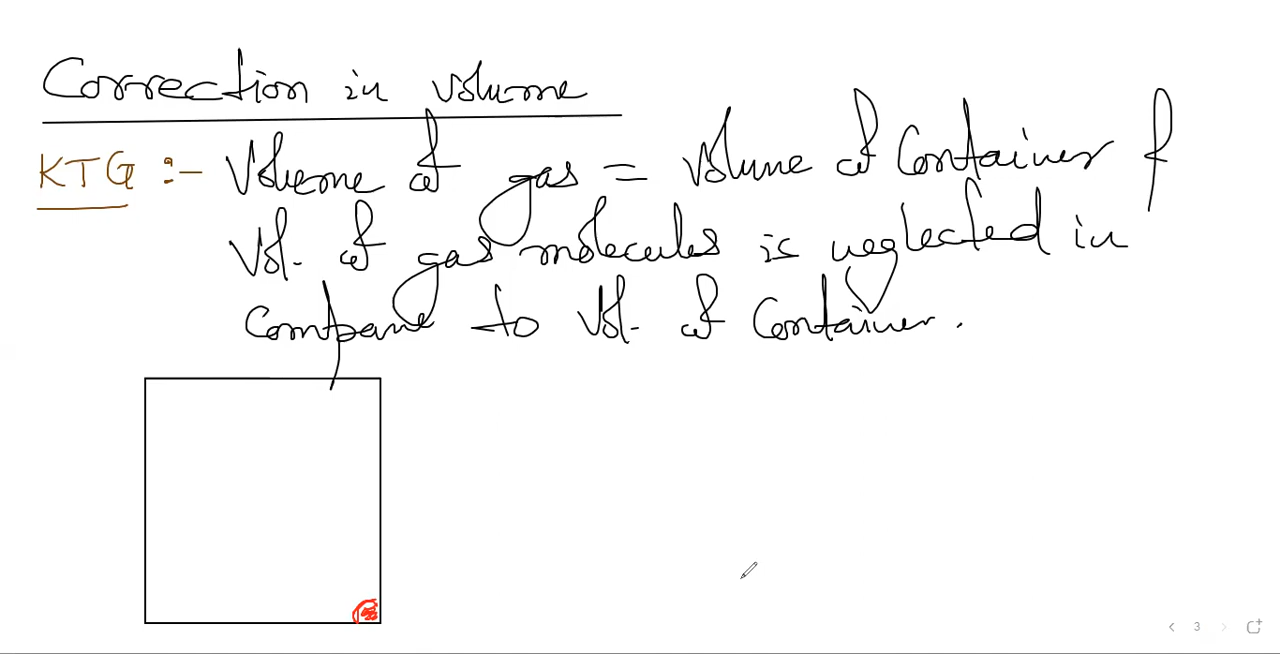 Correction in volume
KTG :- Volume of gas = Volume of Container &
Vol. of gas molecules is neglected in
Compare to Vol. of Container.
3